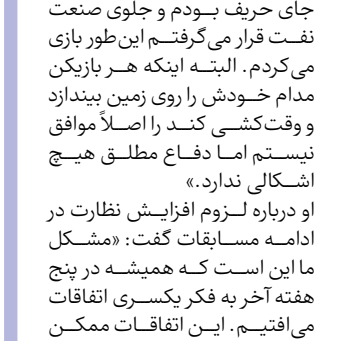 جای حریف بودم و جلوی صنعت
نفت قرار می‌گرفتم این‌طور بازی
می‌کردم. البته اینکه هر بازیکن
مدام خودش را روی زمین بیندازد
و وقت‌کشی کند را اصلاً موافق
نیستم اما دفاع مطلق هیچ
اشکالی ندارد.»
او درباره لزوم افزایش نظارت در
ادامه مسابقات گفت: «مشکل
ما این است که همیشه در پنج
هفته آخر به فکر یکسری اتفاقات
می‌افتیم. این اتفاقات ممکن